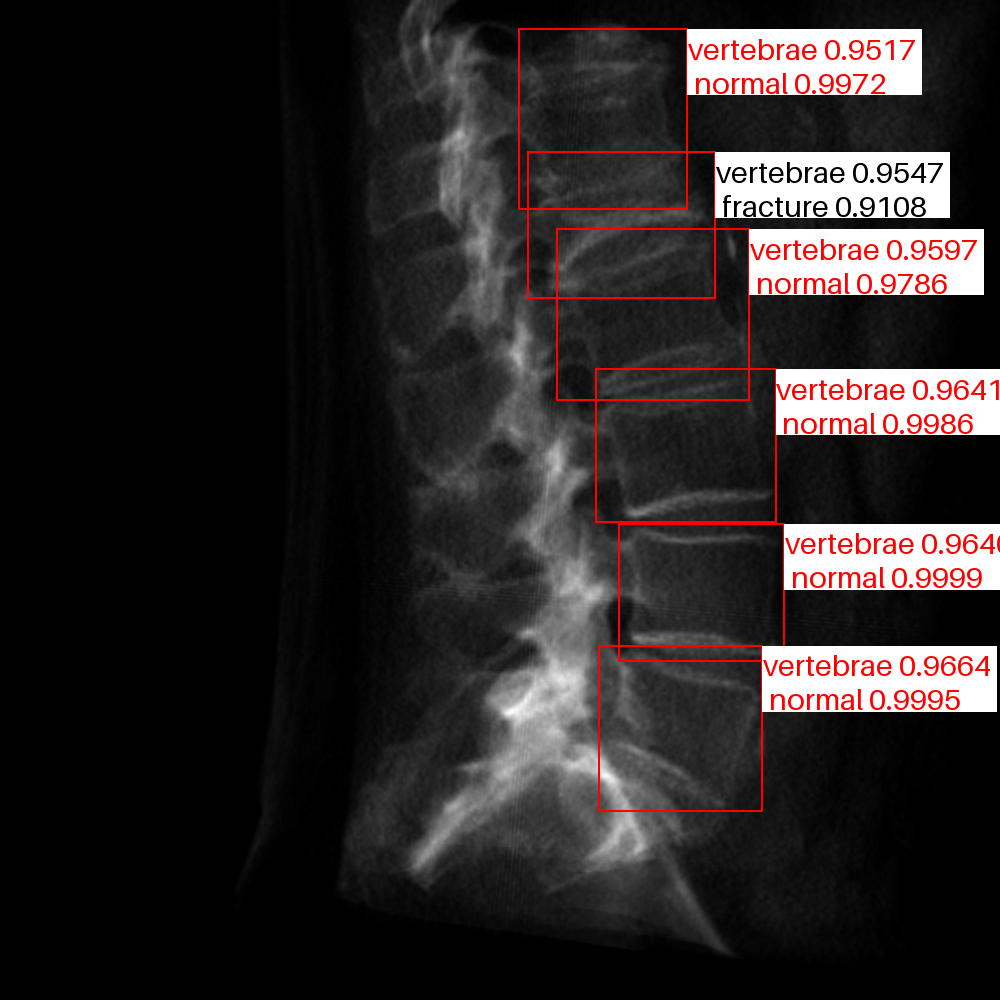 vertebrae 0.9517
normal 0.9972
vertebrae 0.9547
fracture 0.9108
vertebrae 0.9597
normal 0.9786
vertebrae 0.9641
normal 0.9986
vertebrae 0.964
normal 0.9999
vertebrae 0.9664
normal 0.9995